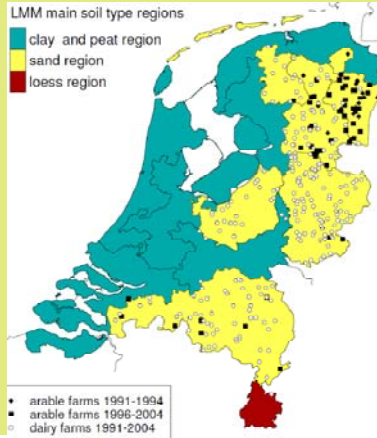 LMM main soil type regions
clay and peat region
sand region
loess region
arable farms 1991-1994
arable farms 1996-2004
dairy farms 1991-2004